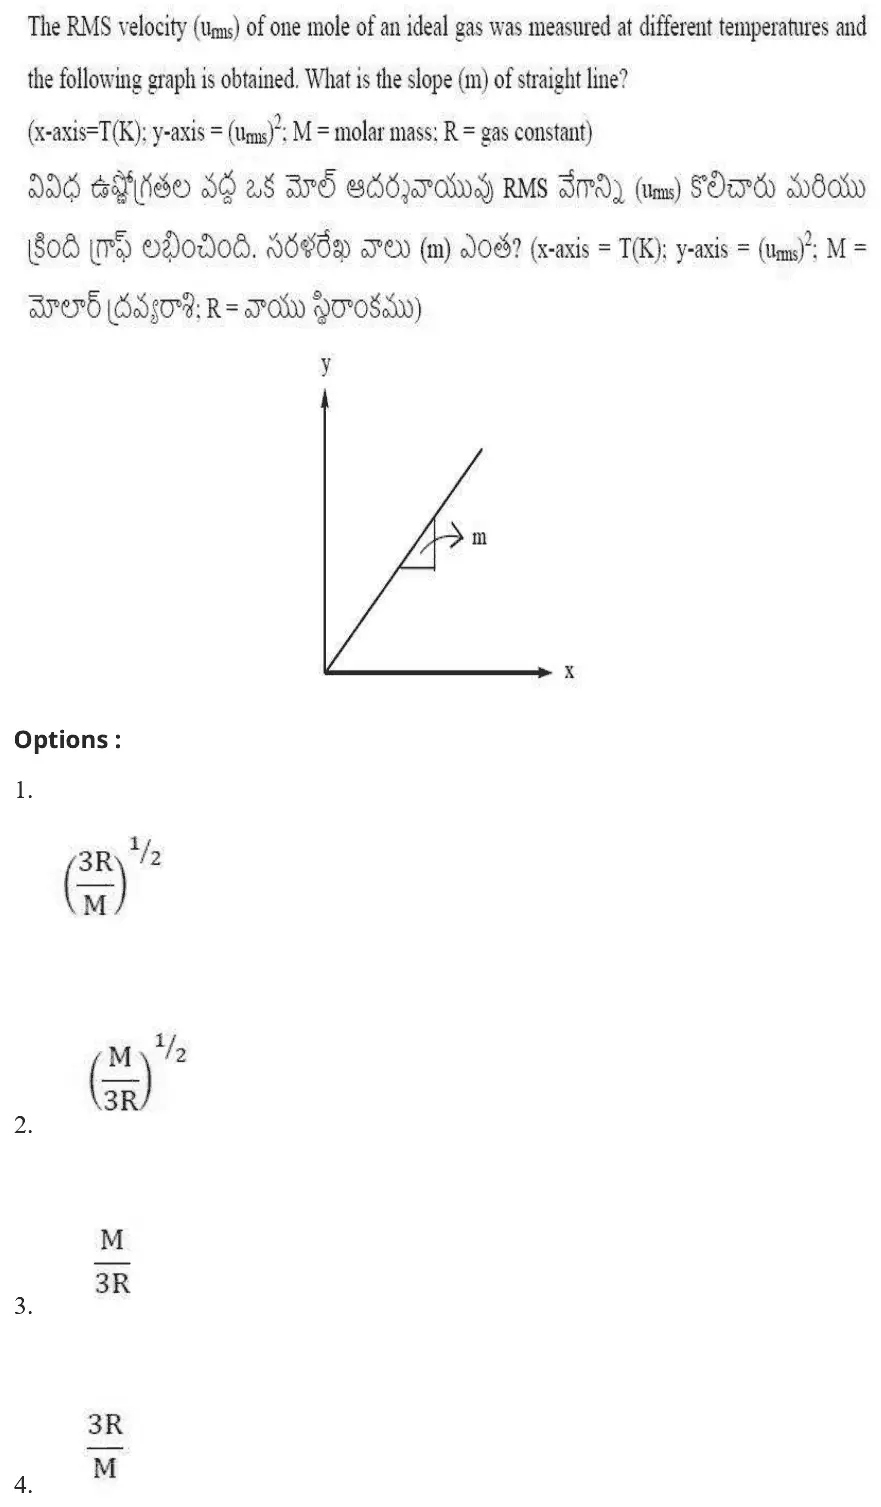 The RMS velocity (uᵣₘₛ) of one mole of an ideal gas was measured at different temperatures and
the following graph is obtained. What is the slope (m) of straight line?
(x-axis=T(K); y-axis = (uᵣₘₛ)²; M = molar mass; R = gas constant)
వివిధ ఉష్ణోగ్రతల వద్ద ఒక మోల్ ఆదర్శవాయువు RMS వేగాన్ని (uᵣₘₛ) కొలిచారు మరియు
క్రింది గ్రాఫ్ లభించింది. సరళరేఖ వాలు (m) ఎంత? (x-axis = T(K); y-axis = (uᵣₘₛ)²; M =
మోలార్ ద్రవ్యరాశి; R = వాయు స్థిరాంకము)
y
m
x
Options :
1.
(3R/M)^1/2
2. (M/3R)^1/2
3. M/3R
4. 3R/M